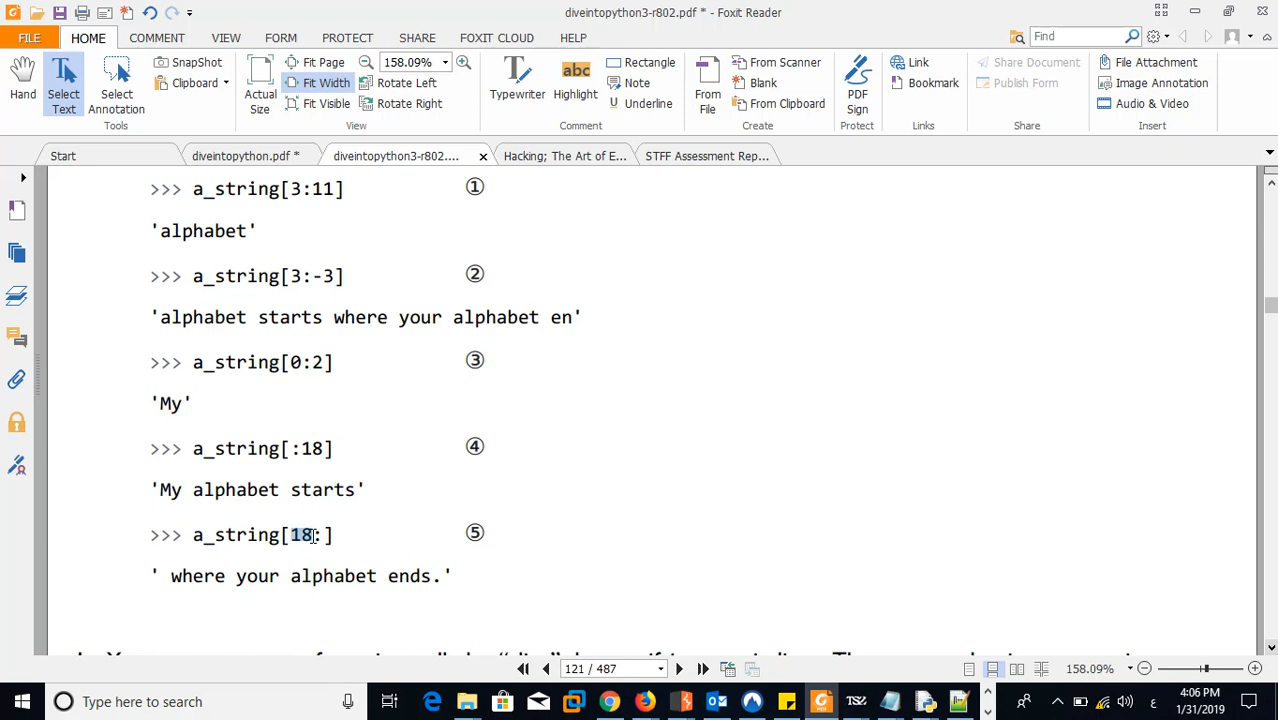 diveintopython3-r802.pdf * - Foxit Reader
FILE HOME COMMENT VIEW FORM PROTECT SHARE FOXIT CLOUD HELP
Find
Hand
Select Text
Select Annotation
SnapShot
Clipboard
Tools
Actual Size
Fit Page
Fit Width
Fit Visible
158.09%
Rotate Left
Rotate Right
View
Typewriter
Highlight
Rectangle
Note
Underline
Comment
From File
From Scanner
Blank
From Clipboard
Create
PDF Sign
Protect
Link
Bookmark
Links
Share Document
Publish Form
Share
File Attachment
Image Annotation
Audio & Video
Insert
Start
diveintopython.pdf *
diveintopython3-r802....
Hacking; The Art of E...
STFF Assessment Rep...
>>> a_string[3:11] ①
'alphabet'
>>> a_string[3:-3] ②
'alphabet starts where your alphabet en'
>>> a_string[0:2] ③
'My'
>>> a_string[:18] ④
'My alphabet starts'
>>> a_string[18:] ⑤
' where your alphabet ends.'
121 / 487
158.09%
Type here to search
ع
4:06 PM
1/31/2019